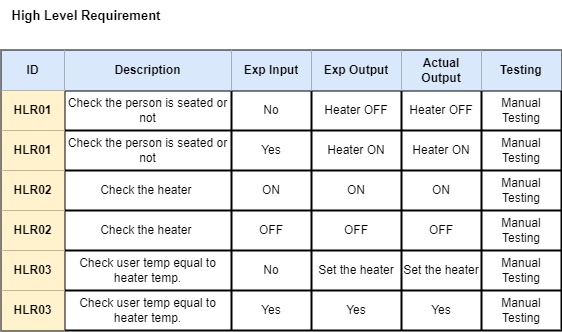 High Level Requirement
ID Description Exp Input Exp Output Actual Output Testing
HLR01 Check the person is seated or not No Heater OFF Heater OFF Manual Testing
HLR01 Check the person is seated or not Yes Heater ON Heater ON Manual Testing
HLR02 Check the heater ON ON ON Manual Testing
HLR02 Check the heater OFF OFF OFF Manual Testing
HLR03 Check user temp equal to heater temp. No Set the heater Set the heater Manual Testing
HLR03 Check user temp equal to heater temp. Yes Yes Yes Manual Testing